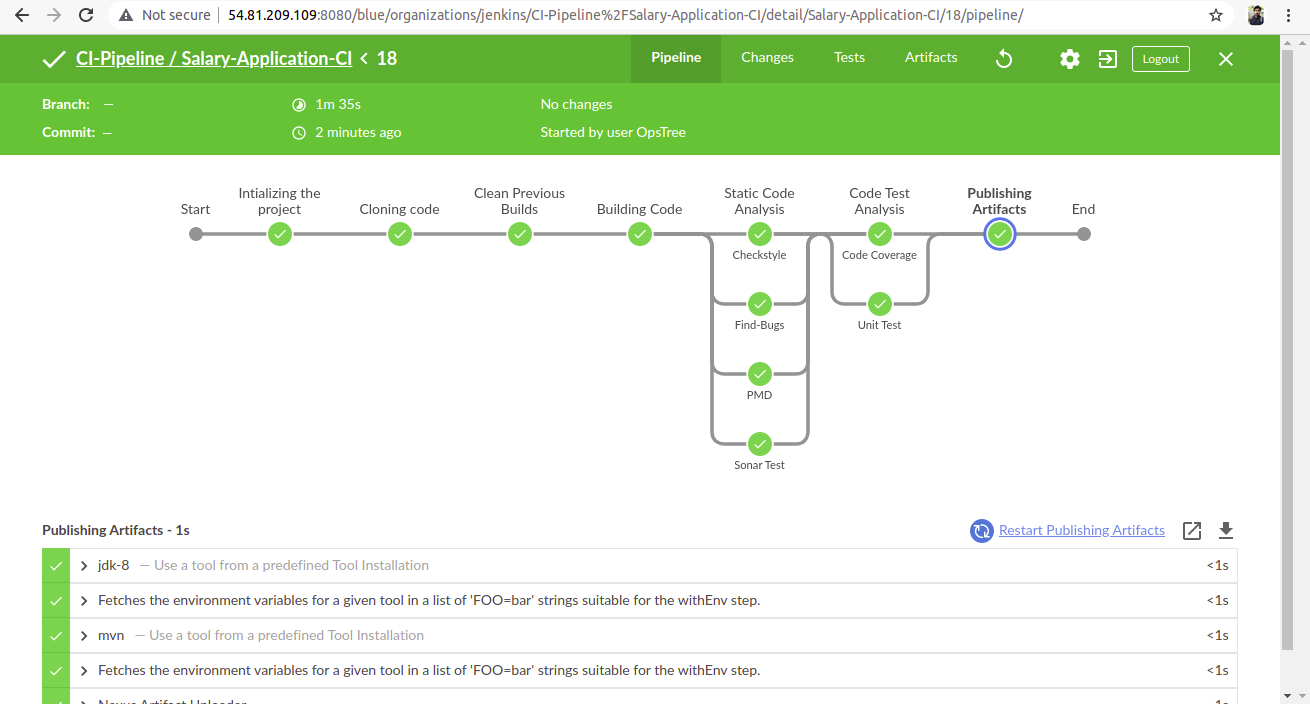 Not secure
54.81.209.109:8080/blue/organizations/jenkins/CI-Pipeline%2FSalary-Application-CI/detail/Salary-Application-CI/18/pipeline/
CI-Pipeline / Salary-Application-CI < 18
Pipeline
Changes
Tests
Artifacts
Logout
Branch: —
1m 35s
No changes
Commit: —
2 minutes ago
Started by user OpsTree
Start
Intializing the
project
Cloning code
Clean Previous
Builds
Building Code
Static Code
Analysis
Code Test
Analysis
Publishing
Artifacts
End
Checkstyle
Code Coverage
Find-Bugs
Unit Test
PMD
Sonar Test
Publishing Artifacts - 1s
Restart Publishing Artifacts
jdk-8 — Use a tool from a predefined Tool Installation <1s
Fetches the environment variables for a given tool in a list of 'FOO=bar' strings suitable for the withEnv step. <1s
mvn — Use a tool from a predefined Tool Installation <1s
Fetches the environment variables for a given tool in a list of 'FOO=bar' strings suitable for the withEnv step. <1s
Nexus Artifact Uploader 1s